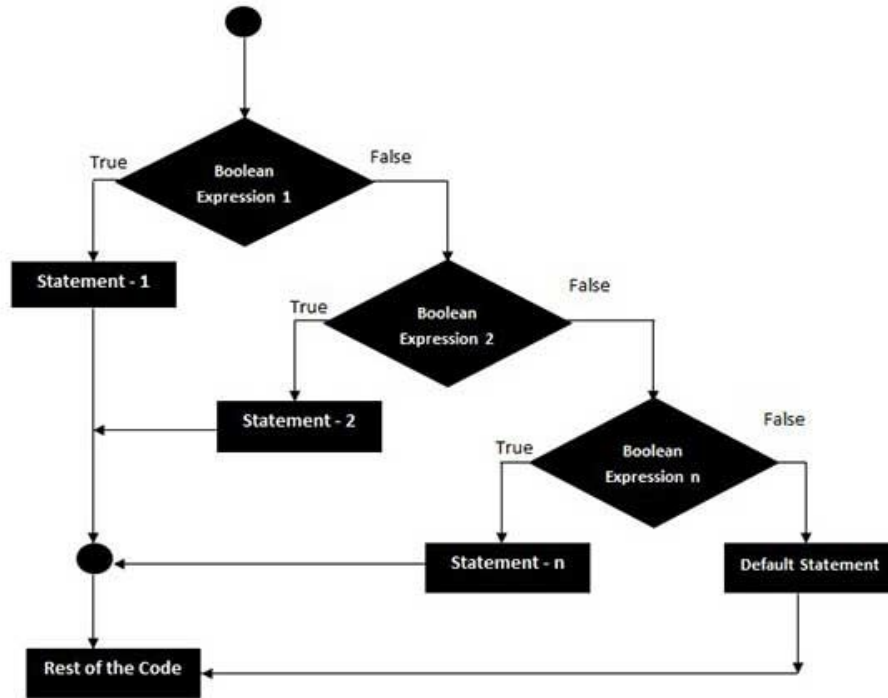 True
False
Boolean
Expression 1
Statement - 1
True
False
Boolean
Expression 2
Statement - 2
True
False
Boolean
Expression n
Statement - n
Default Statement
Rest of the Code